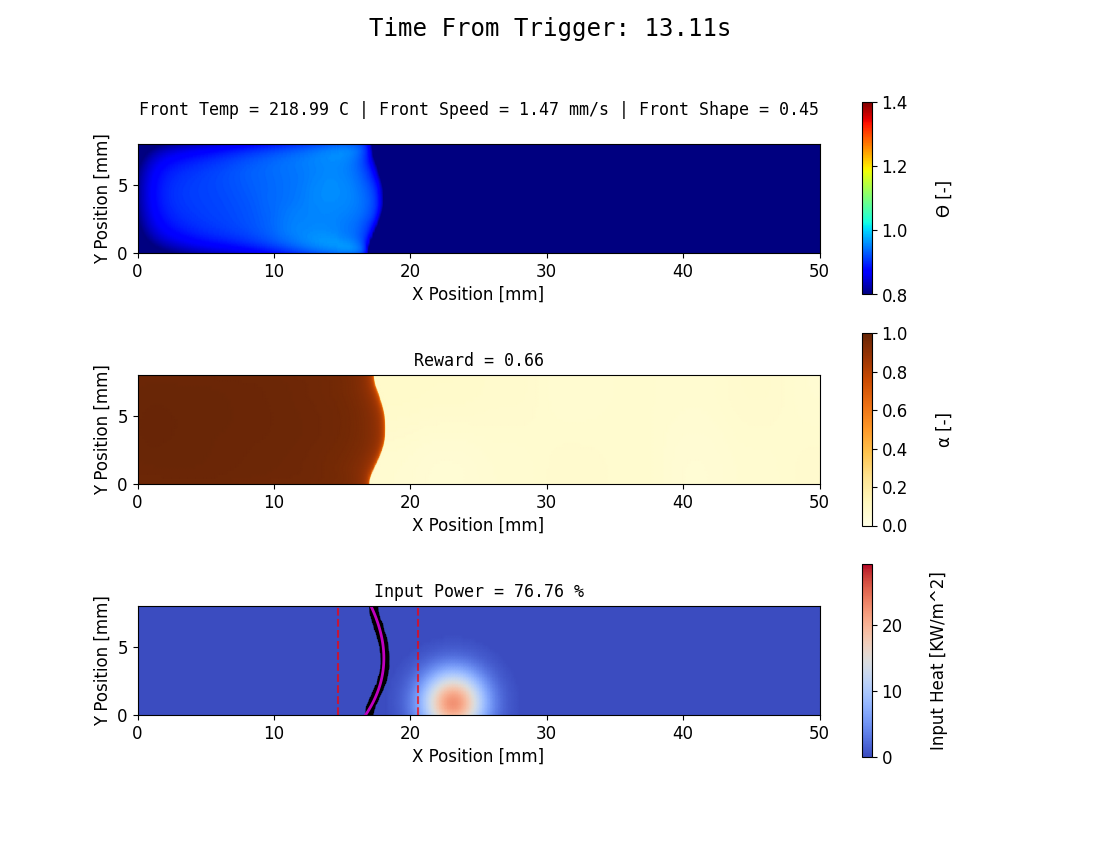 Time From Trigger: 13.11s
Front Temp = 218.99 C | Front Speed = 1.47 mm/s | Front Shape = 0.45
Y Position [mm]
5
0
0 10 20 30 40 50
X Position [mm]
1.4
1.2
1.0
0.8
Θ [-]
Reward = 0.66
Y Position [mm]
5
0
0 10 20 30 40 50
X Position [mm]
1.0
0.8
0.6
0.4
0.2
0.0
α [-]
Input Power = 76.76 %
Y Position [mm]
5
0
0 10 20 30 40 50
X Position [mm]
20
10
0
Input Heat [KW/m^2]